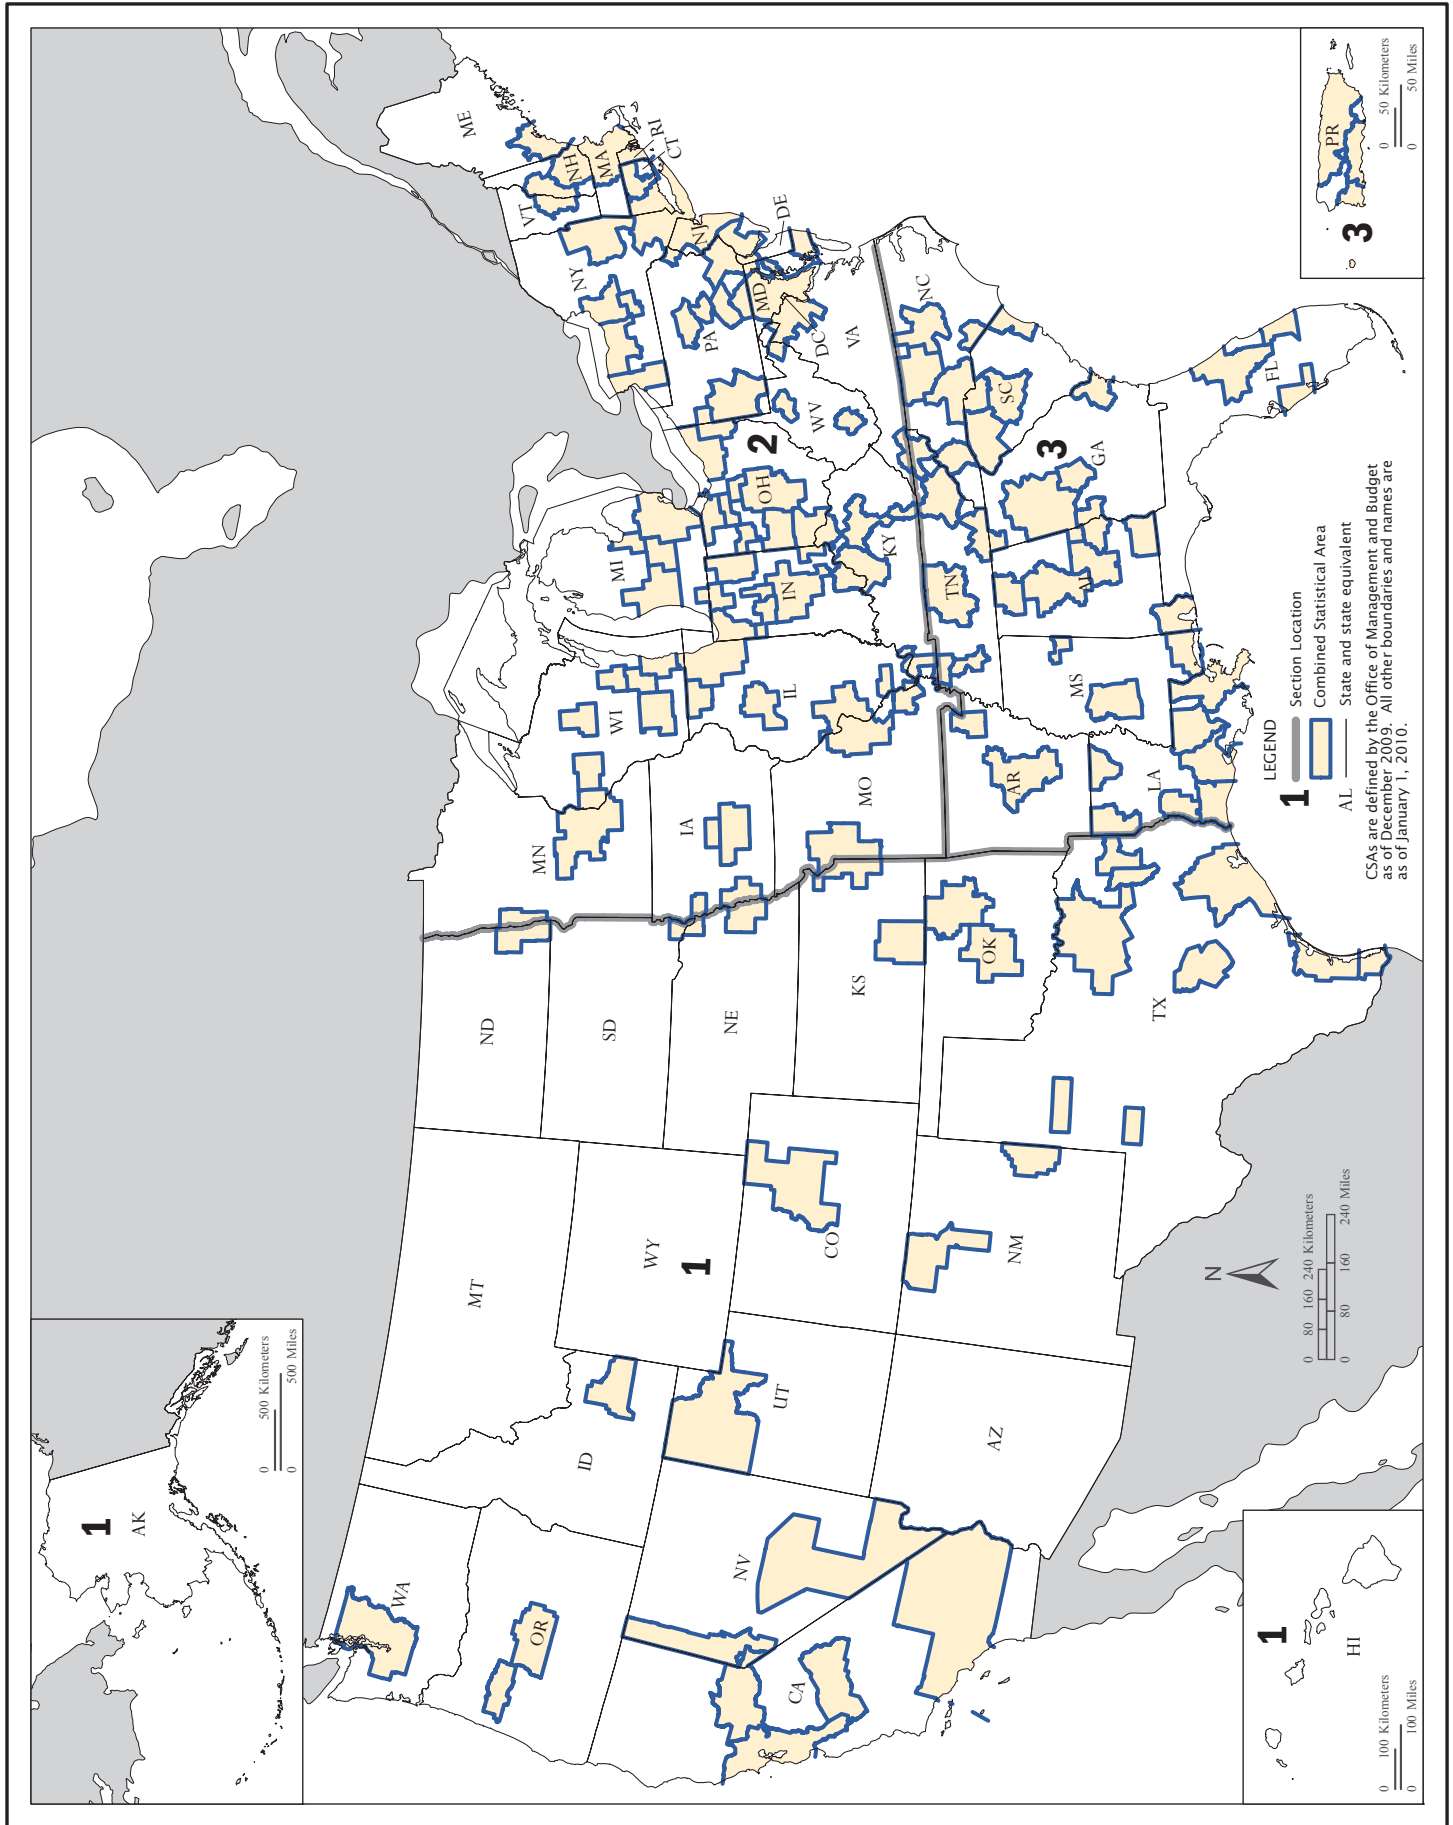 1
AK
0 500 Kilometers
0 500 Miles
WA
OR
CA
NV
ID
MT
WY
1
UT
AZ
CO
NM
ND
SD
NE
KS
OK
TX
MN
IA
MO
AR
LA
WI
IL
MS
MI
IN
KY
TN
AL
OH
2
WV
VA
NC
SC
3
GA
FL
PA
NY
MD
DC
DE
NJ
VT
NH
MA
CT
RI
ME
1
HI
0 100 Kilometers
0 100 Miles
N
0 80 160 240 Kilometers
0 80 160 240 Miles
LEGEND
1 Section Location
Combined Statistical Area
AL State and state equivalent
CSAs are defined by the Office of Management and Budget
as of December 2009. All other boundaries and names are
as of January 1, 2010.
3
PR
0 50 Kilometers
0 50 Miles